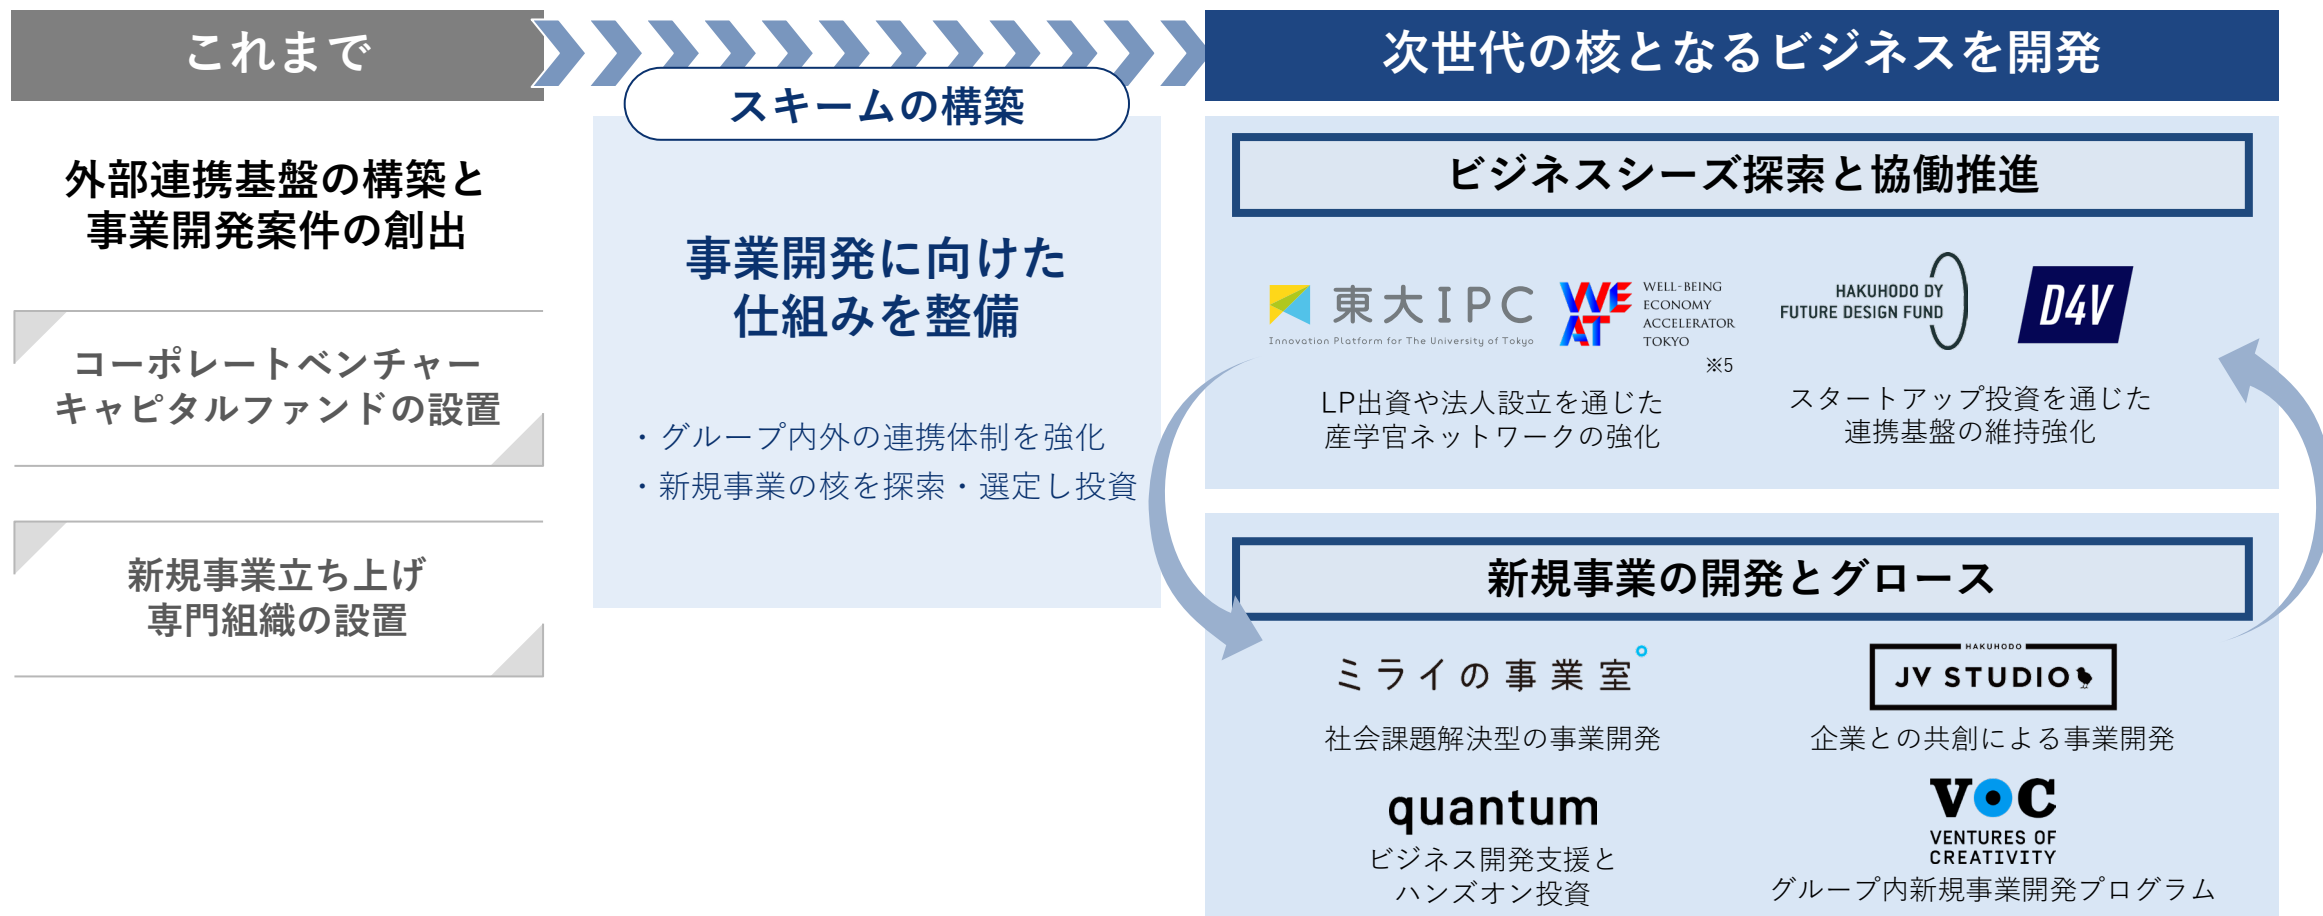 これまで
外部連携基盤の構築と
事業開発案件の創出
コーポレートベンチャー
キャピタルファンドの設置
新規事業立ち上げ
専門組織の設置
スキームの構築
事業開発に向けた
仕組みを整備
・グループ内外の連携体制を強化
・新規事業の核を探索・選定し投資
次世代の核となるビジネスを開発
ビジネスシーズ探索と協働推進
東大IPC
Innovation Platform for The University of Tokyo
WE
AT
WELL-BEING
ECONOMY
ACCELERATOR
TOKYO
※5
LP出資や法人設立を通じた
産学官ネットワークの強化
HAKUHODO DY
FUTURE DESIGN FUND
D4V
スタートアップ投資を通じた
連携基盤の維持強化
新規事業の開発とグロース
ミライの事業室
社会課題解決型の事業開発
HAKUHODO
JV STUDIO
企業との共創による事業開発
quantum
ビジネス開発支援と
ハンズオン投資
VOC
VENTURES OF
CREATIVITY
グループ内新規事業開発プログラム